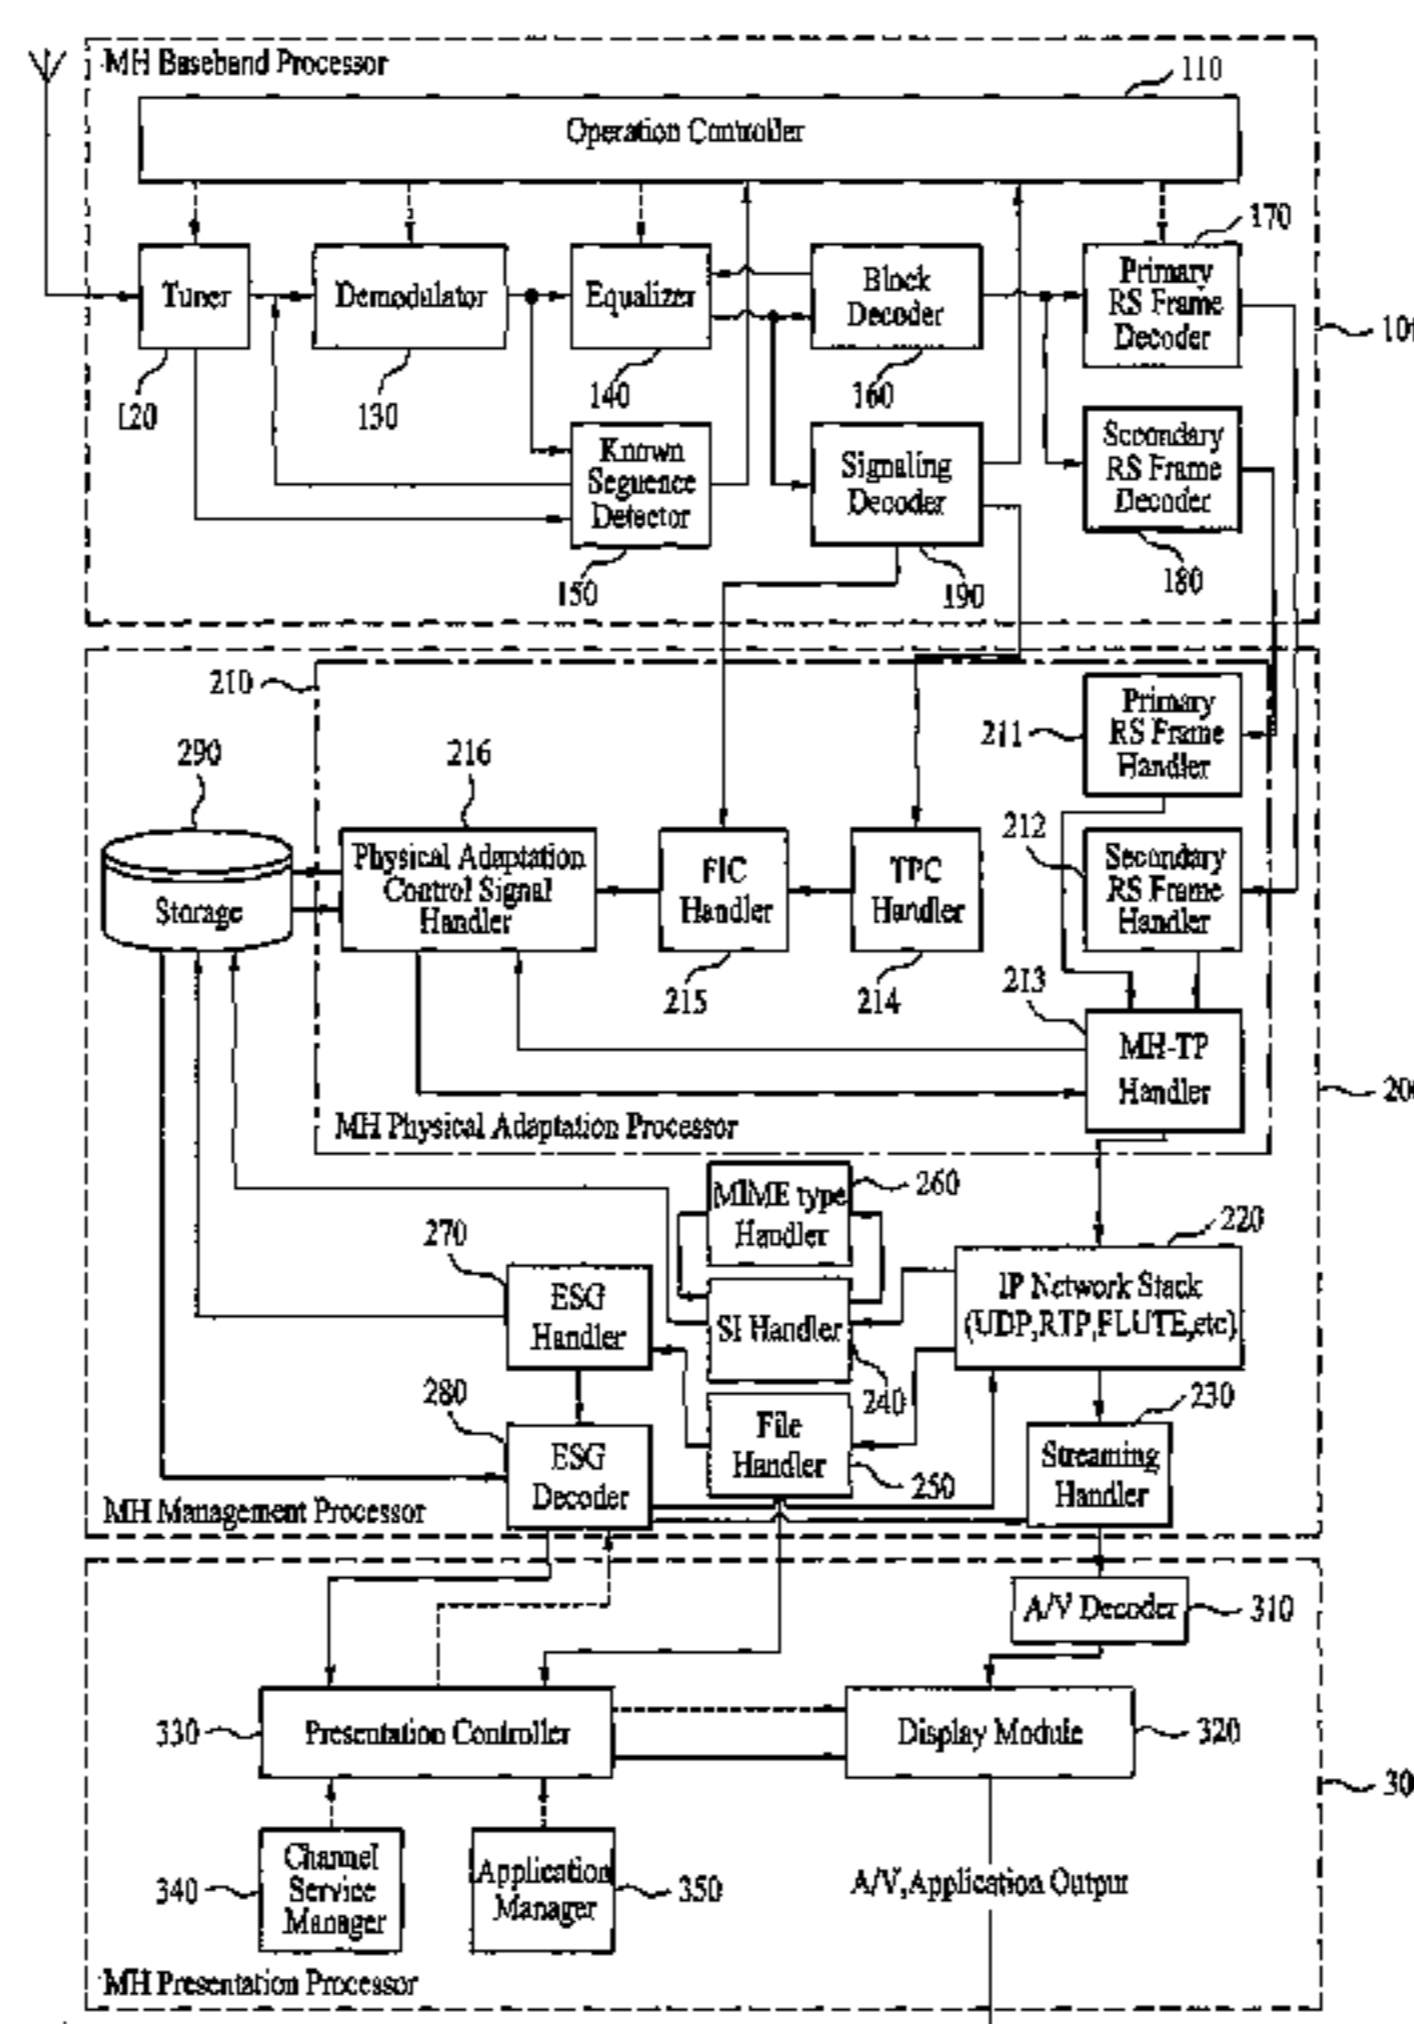 MH Baseband Processor
110
Operation Controller
170
Tuner
Demodulator
Equalizer
Block
Decoder
Primary
RS Frame
Decoder
10
120
130
140
160
Known
Seguence
Detector
Signaling
Decoder
Secondary
RS Frame
Decoder
150
190
180
210
211
Primary
RS Frame
Handler
290
216
212
Storage
Physical Adaptation
Control Signal
Handler
FIC
Handler
TPC
Handler
Secondary
RS Frame
Handler
215
214
213
MH-TP
Handler
200
MH Physical Adaptation Processor
260
MIME type
Handler
270
220
ESG
Handler
SI Handler
IP Network Stack
(UDP,RTP,FLUTE,etc)
280
240
230
ESG
Decoder
File
Handler
250
Streaming
Handler
MH Management Processor
A/V Decoder
310
330
Presentation Controller
Display Module
320
30
340
Channel
Service
Manager
Application
Manager
350
A/V,Application Output
MH Presentation Processor